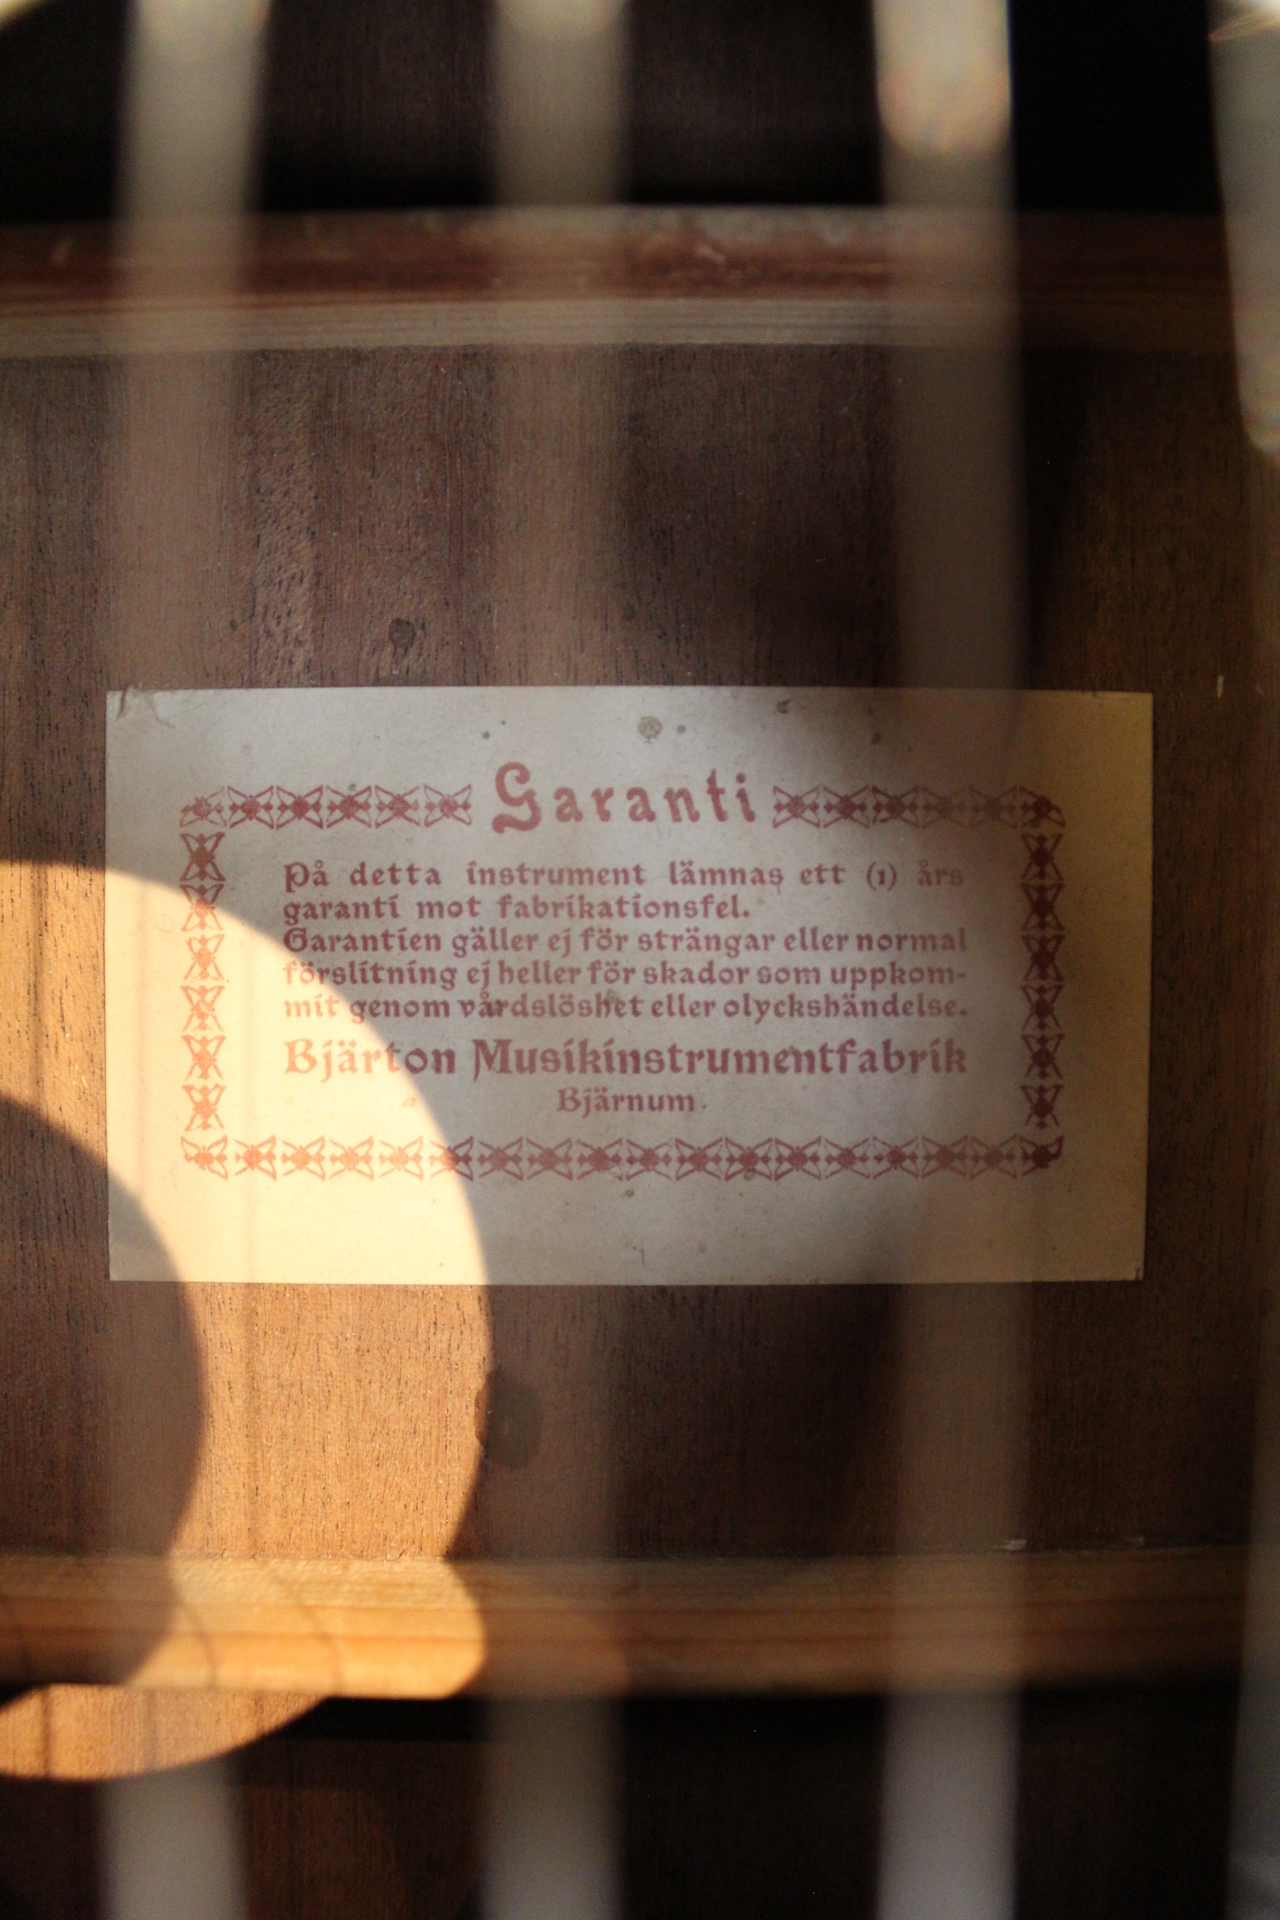 Garanti
På detta instrument lämnas ett (1) års
garanti mot fabrikationsfel.
Garantien gäller ej för strängar eller normal
förslitning ej heller för skador som uppkom-
mit genom vårdslöshet eller olyckshändelse.
Bjärton Musikinstrumentfabrik
Bjärnum